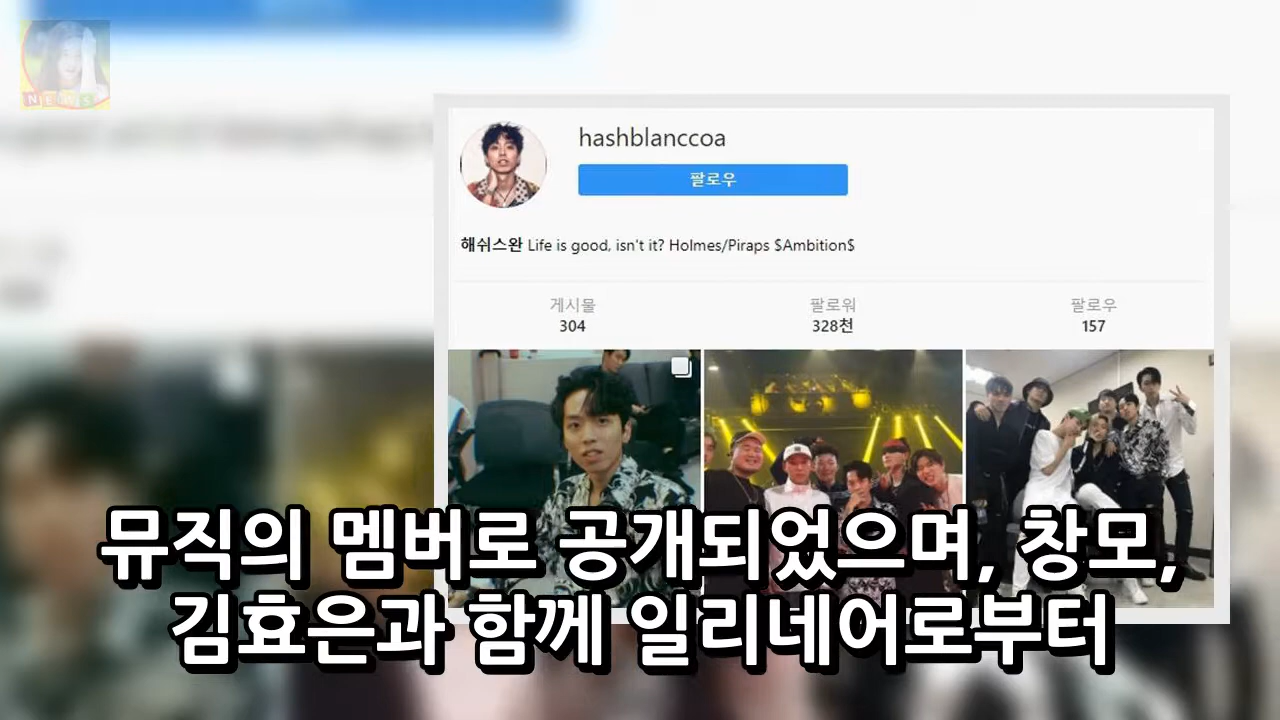 NEWS
hashblanccoa
팔로우
해쉬스완 Life is good, isn't it? Holmes/Piraps $Ambition$
게시물 팔로워 팔로우
304 328천 157
뮤직의 멤버로 공개되었으며, 창모,
김효은과 함께 일리네어로부터